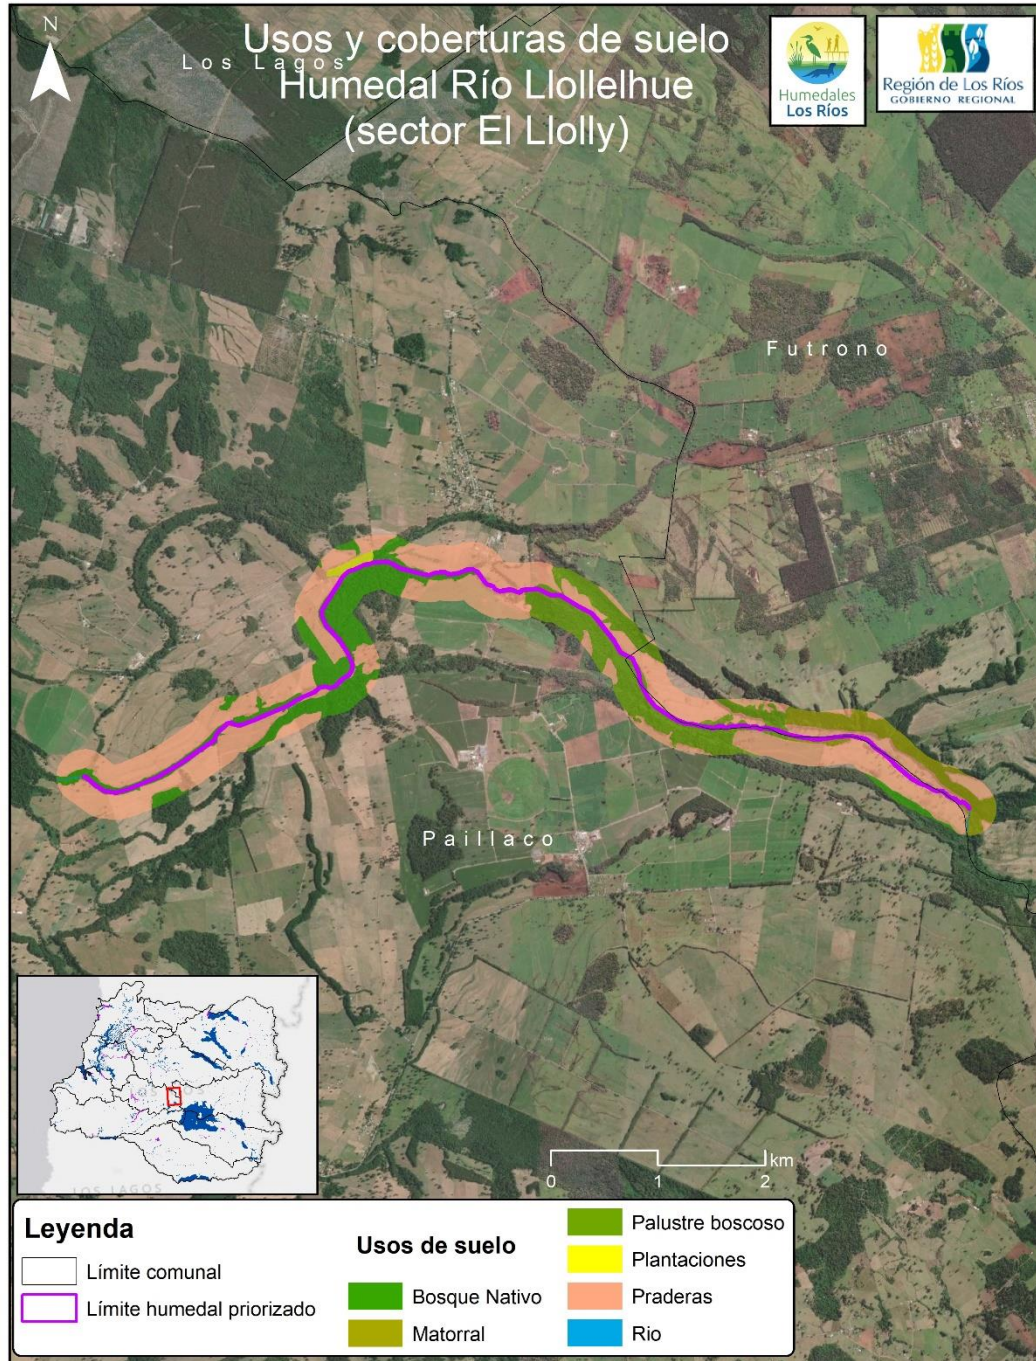 N
Usos y coberturas de suelo
Los Lagos
Humedal Río Llollelhue
(sector El Llolly)
Humedales
Los Ríos
Región de Los Ríos
GOBIERNO REGIONAL
Futrono
Paillaco
LOS LAGOS
km
0 1 2
Leyenda
Límite comunal
Límite humedal priorizado
Usos de suelo
Bosque Nativo
Matorral
Palustre boscoso
Plantaciones
Praderas
Rio